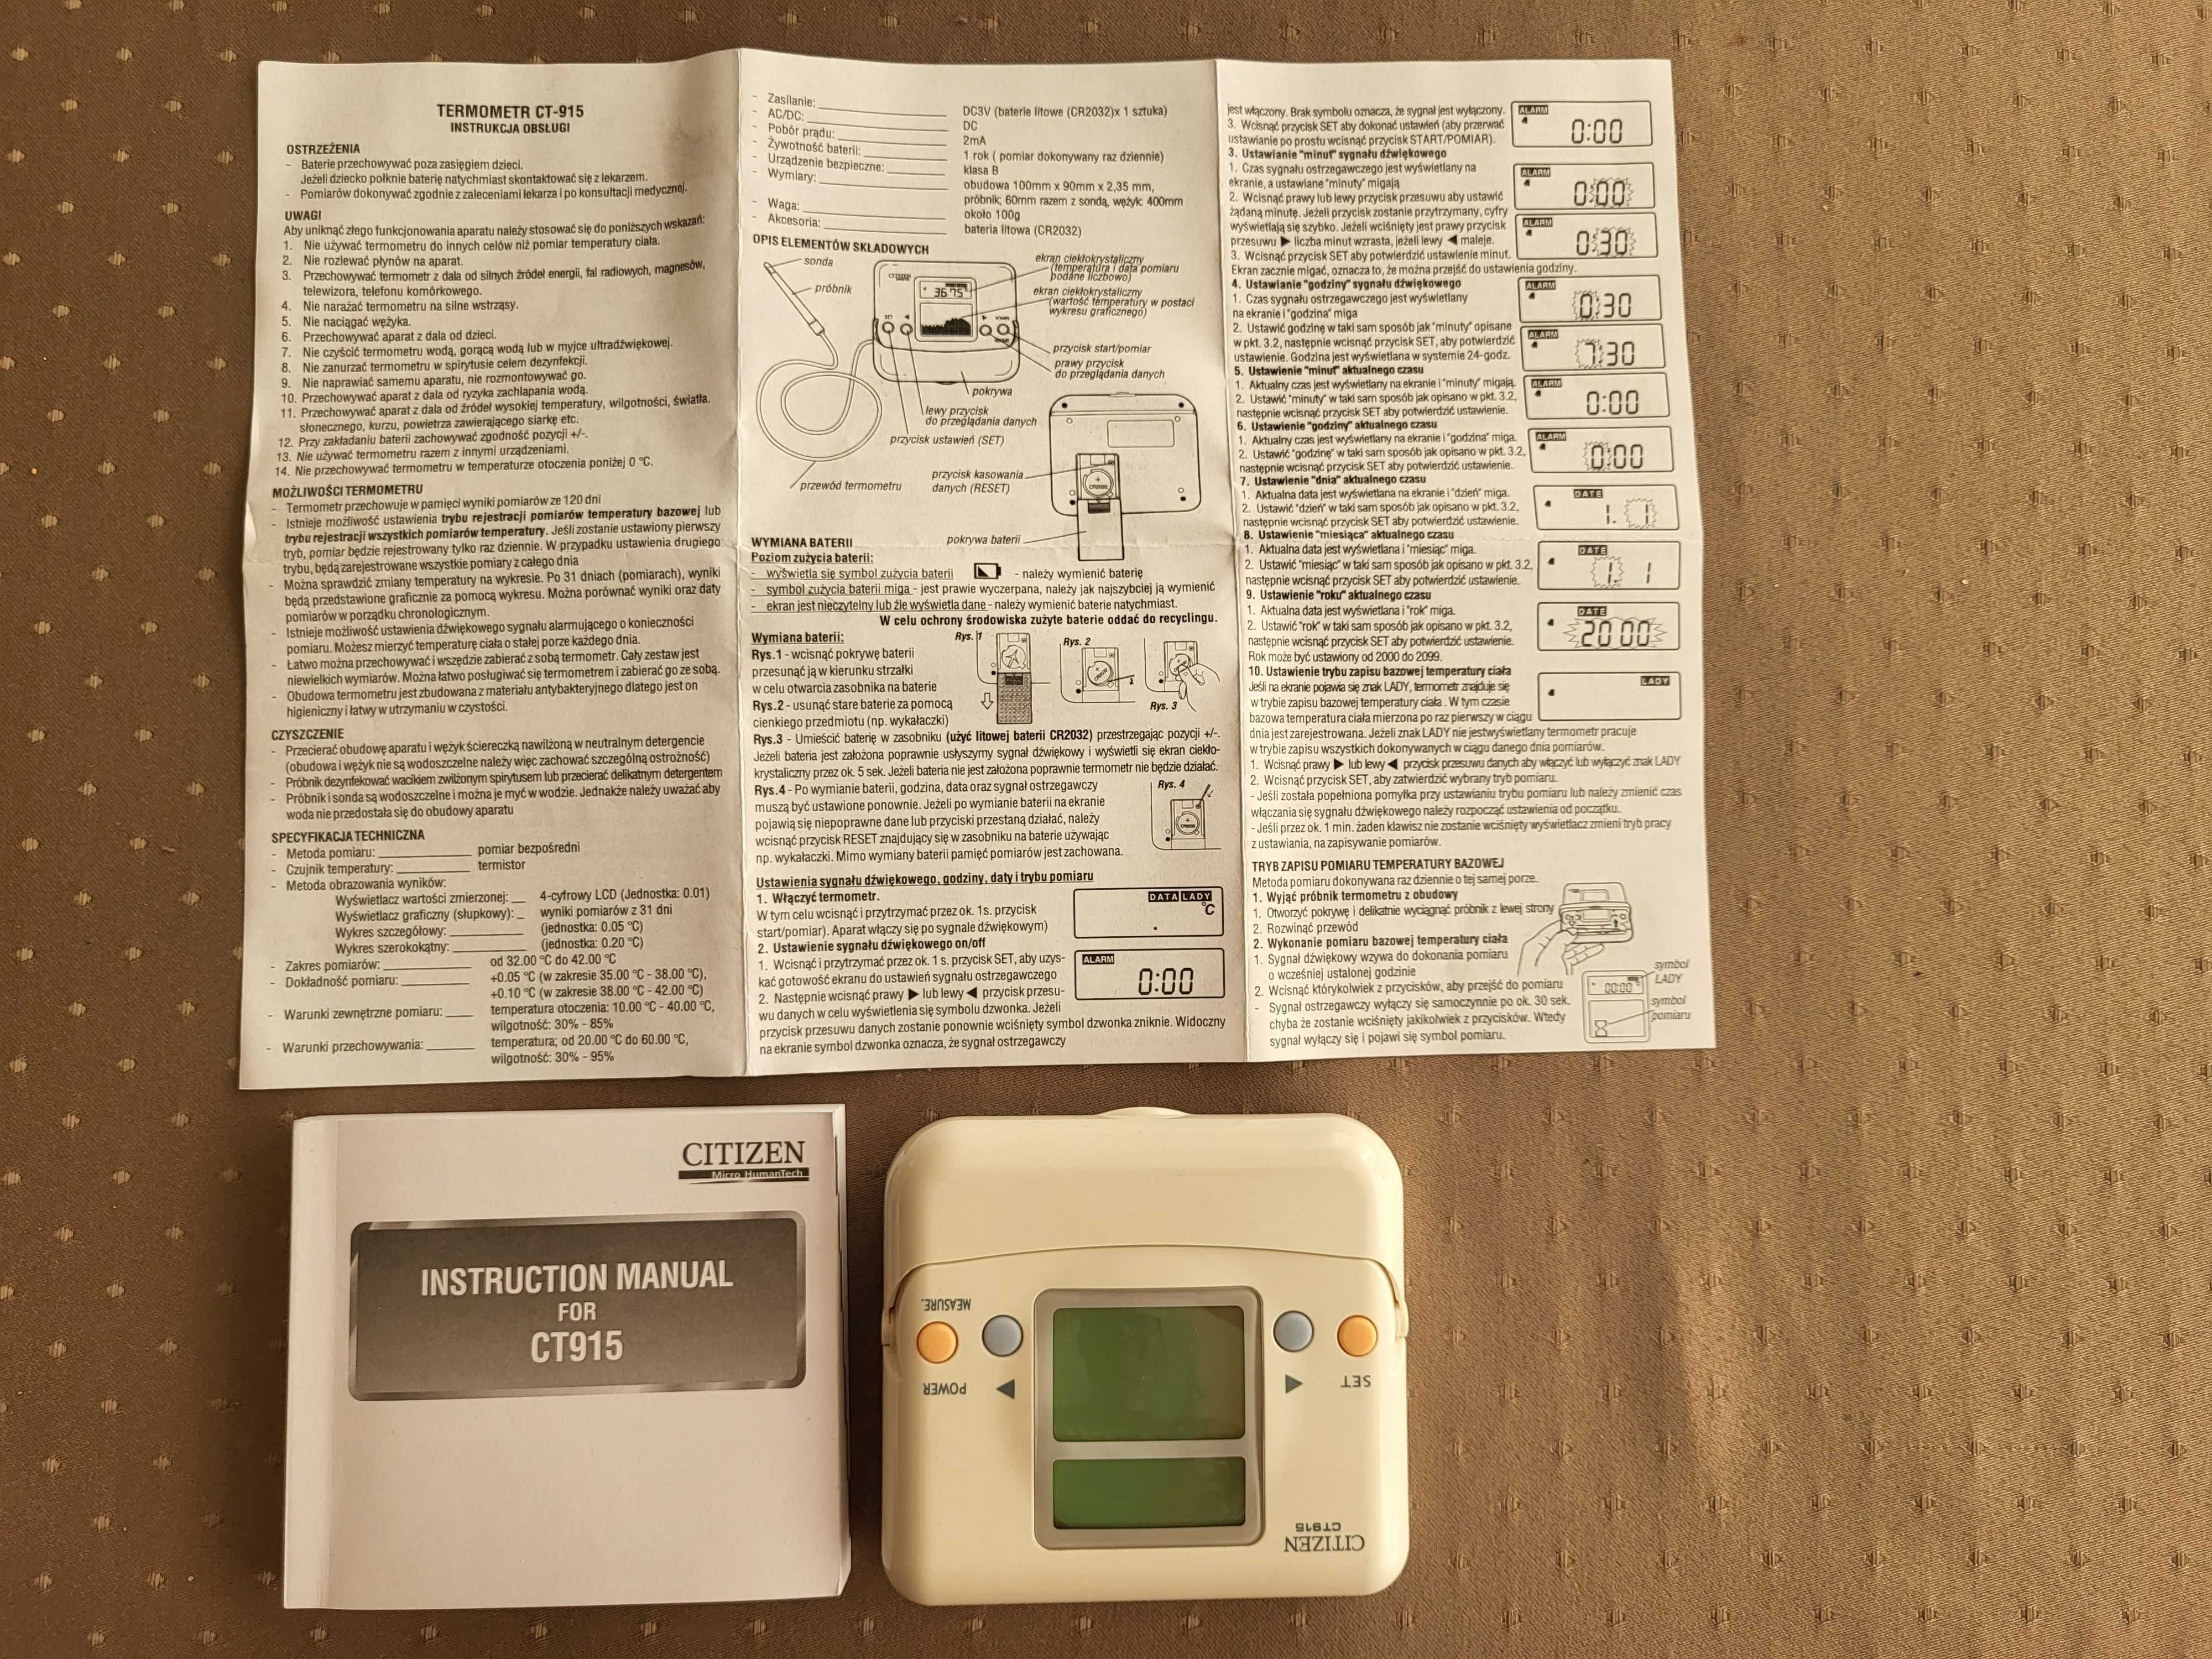 TERMOMETR CT-915
INSTRUKCJA OBSŁUGI
OSTRZEŻENIA
- Baterie przechowywać poza zasięgiem dzieci.
Jeżeli dziecko połknie baterię natychmiast skontaktować się z lekarzem.
- Pomiarów dokonywać zgodnie z zaleceniami lekarza i po konsultacji medycznej.
UWAGI
Aby uniknąć złego funkcjonowania aparatu należy stosować się do poniższych wskazań:
1. Nie używać termometru do innych celów niż pomiar temperatury ciała.
2. Nie rozlewać płynów na aparat.
3. Przechowywać termometr z dala od silnych źródeł energii, fal radiowych, magnesów,
telewizora, telefonu komórkowego.
4. Nie narażać termometru na silne wstrząsy.
5. Nie naciągać wężyka.
6. Przechowywać aparat z dala od dzieci.
7. Nie czyścić termometru wodą, gorącą wodą lub w myjce ultradźwiękowej.
8. Nie zanurzać termometru w spirytusie celem dezynfekcji.
9. Nie naprawiać samemu aparatu, nie rozmontowywać go.
10. Przechowywać aparat z dala od ryzyka zachlapania wodą.
11. Przechowywać aparat z dala od źródeł wysokiej temperatury, wilgotności, światła.
słonecznego, kurzu, powietrza zawierającego siarkę etc.
12. Przy zakładaniu baterii zachowywać zgodność pozycji +/-.
13. Nie używać termometru razem z innymi urządzeniami.
14. Nie przechowywać termometru w temperaturze otoczenia poniżej 0 °C.
MOŻLIWOŚCI TERMOMETRU
- Termometr przechowuje w pamięci wyniki pomiarów ze 120 dni
- Istnieje możliwość ustawienia trybu rejestracji pomiarów temperatury bazowej lub
trybu rejestracji wszystkich pomiarów temperatury. Jeśli zostanie ustawiony pierwszy
tryb, pomiar będzie rejestrowany tylko raz dziennie. W przypadku ustawienia drugiego
trybu, będą zarejestrowane wszystkie pomiary z całego dnia
- Można sprawdzić zmiany temperatury na wykresie. Po 31 dniach (pomiarach), wyniki
będą przedstawione graficznie za pomocą wykresu. Można porównać wyniki oraz daty
pomiarów w porządku chronologicznym.
- Istnieje możliwość ustawienia dźwiękowego sygnału alarmującego o konieczności
pomiaru. Możesz mierzyć temperaturę ciała o stałej porze każdego dnia.
- Łatwo można przechowywać i wszędzie zabierać z sobą termometr. Cały zestaw jest
niewielkich wymiarów. Można łatwo posługiwać się termometrem i zabierać go ze sobą.
- Obudowa termometru jest zbudowana z materiału antybakteryjnego dlatego jest on
higieniczny i łatwy w utrzymaniu w czystości.
CZYSZCZENIE
- Przecierać obudowę aparatu i wężyk ściereczką nawilżoną w neutralnym detergencie
(obudowa i wężyk nie są wodoszczelne należy więc zachować szczególną ostrożność)
- Próbnik dezynfekować wacikiem zwilżonym spirytusem lub przecierać delikatnym detergentem
- Próbnik i sonda są wodoszczelne i można je myć w wodzie. Jednakże należy uważać aby
woda nie przedostała się do obudowy aparatu
SPECYFIKACJA TECHNICZNA
- Metoda pomiaru: pomiar bezpośredni
- Czujnik temperatury: termistor
- Metoda obrazowania wyników:
Wyświetlacz wartości zmierzonej: 4-cyfrowy LCD (Jednostka: 0.01)
Wyświetlacz graficzny (słupkowy): wyniki pomiarów z 31 dni
Wykres szczegółowy: (jednostka: 0.05 °C)
Wykres szerokokątny: (jednostka: 0.20 °C)
- Zakres pomiarów: od 32.00 °C do 42.00 °C
- Dokładność pomiaru: +0.05 °C (w zakresie 35.00 °C - 38.00 °C),
+0.10 °C (w zakresie 38.00 °C - 42.00 °C)
- Warunki zewnętrzne pomiaru: temperatura otoczenia: 10.00 °C - 40.00 °C,
wilgotność: 30% - 85%
- Warunki przechowywania: temperatura; od 20.00 °C do 60.00 °C,
wilgotność: 30% - 95%
- Zasilanie: DC3V (baterie litowe (CR2032)x 1 sztuka)
- AC/DC: DC
- Pobór prądu: 2mA
- Żywotność baterii: 1 rok ( pomiar dokonywany raz dziennie)
- Urządzenie bezpieczne: klasa B
- Wymiary: obudowa 100mm x 90mm x 2,35 mm,
próbnik; 60mm razem z sondą, wężyk: 400mm
- Waga: około 100g
- Akcesoria: bateria litowa (CR2032)
OPIS ELEMENTÓW SKŁADOWYCH
sonda
próbnik
CITIZEN
36.75
SET
POWER
ekran ciekłokrystaliczny
(temperatura i data pomiaru
podane liczbowo)
ekran ciekłokrystaliczny
(wartość temperatury w postaci
wykresu graficznego)
przycisk start/pomiar
prawy przycisk
do przeglądania danych
pokrywa
lewy przycisk
do przeglądania danych
przycisk ustawień (SET)
przewód termometru
przycisk kasowania
danych (RESET)
pokrywa baterii
WYMIANA BATERII
Poziom zużycia baterii:
- wyświetla się symbol zużycia baterii - należy wymienić baterię
- symbol zużycia baterii miga - jest prawie wyczerpana, należy jak najszybciej ją wymienić
- ekran jest nieczytelny lub źle wyświetla dane - należy wymienić baterie natychmiast.
W celu ochrony środowiska zużyte baterie oddać do recyclingu.
Wymiana baterii:
Rys. 1
Rys. 2
Rys. 3
Rys.1 - wcisnąć pokrywę baterii
przesunąć ją w kierunku strzałki
w celu otwarcia zasobnika na baterie
Rys.2 - usunąć stare baterie za pomocą
cienkiego przedmiotu (np. wykałaczki)
Rys.3 - Umieścić baterię w zasobniku (użyć litowej baterii CR2032) przestrzegając pozycji +/-.
Jeżeli bateria jest założona poprawnie usłyszymy sygnał dźwiękowy i wyświetli się ekran ciekło-
krystaliczny przez ok. 5 sek. Jeżeli bateria nie jest założona poprawnie termometr nie będzie działać.
Rys.4 - Po wymianie baterii, godzina, data oraz sygnał ostrzegawczy
muszą być ustawione ponownie. Jeżeli po wymianie baterii na ekranie
pojawią się niepoprawne dane lub przyciski przestaną działać, należy
wcisnąć przycisk RESET znajdujący się w zasobniku na baterie używając
np. wykałaczki. Mimo wymiany baterii pamięć pomiarów jest zachowana.
Rys. 4
Ustawienia sygnału dźwiękowego, godziny, daty i trybu pomiaru
1. Włączyć termometr.
W tym celu wcisnąć i przytrzymać przez ok. 1s. przycisk
start/pomiar). Aparat włączy się po sygnale dźwiękowym)
DATA LADY
°C
2. Ustawienie sygnału dźwiękowego on/off
1. Wcisnąć i przytrzymać przez ok. 1 s. przycisk SET, aby uzys-
kać gotowość ekranu do ustawień sygnału ostrzegawczego
2. Następnie wcisnąć prawy ▶ lub lewy ◀ przycisk przesu-
wu danych w celu wyświetlenia się symbolu dzwonka. Jeżeli
przycisk przesuwu danych zostanie ponownie wciśnięty symbol dzwonka zniknie. Widoczny
na ekranie symbol dzwonka oznacza, że sygnał ostrzegawczy
ALARM
0:00
jest włączony. Brak symbolu oznacza, że sygnał jest wyłączony.
3. Wcisnąć przycisk SET aby dokonać ustawień (aby przerwać
ustawianie po prostu wcisnąć przycisk START/POMIAR).
ALARM
0:00
3. Ustawianie "minut" sygnału dźwiękowego
1. Czas sygnału ostrzegawczego jest wyświetlany na
ekranie, a ustawiane "minuty" migają
2. Wcisnąć prawy lub lewy przycisk przesuwu aby ustawić
żądaną minutę. Jeżeli przycisk zostanie przytrzymany, cyfry
wyświetlają się szybko. Jeżeli wciśnięty jest prawy przycisk
przesuwu ▶ liczba minut wzrasta, jeżeli lewy ◀ maleje.
3. Wcisnąć przycisk SET aby potwierdzić ustawienie minut.
Ekran zacznie migać, oznacza to, że można przejść do ustawienia godziny.
ALARM
0:00
ALARM
0:30
4. Ustawianie "godziny" sygnału dźwiękowego
1. Czas sygnału ostrzegawczego jest wyświetlany
na ekranie i "godzina" miga
2. Ustawić godzinę w taki sam sposób jak "minuty" opisane
w pkt. 3.2, następnie wcisnąć przycisk SET, aby potwierdzić
ustawienie. Godzina jest wyświetlana w systemie 24-godz.
ALARM
0:30
ALARM
7:30
5. Ustawienie "minut" aktualnego czasu
1. Aktualny czas jest wyświetlany na ekranie i "minuty" migają.
2. Ustawić "minuty" w taki sam sposób jak opisano w pkt. 3.2,
następnie wcisnąć przycisk SET aby potwierdzić ustawienie.
ALARM
0:00
6. Ustawienie "godziny" aktualnego czasu
1. Aktualny czas jest wyświetlany na ekranie i "godzina" miga.
2. Ustawić "godzinę" w taki sam sposób jak opisano w pkt. 3.2,
następnie wcisnąć przycisk SET aby potwierdzić ustawienie.
ALARM
0:00
7. Ustawienie "dnia" aktualnego czasu
1. Aktualna data jest wyświetlana na ekranie i "dzień" miga.
2. Ustawić "dzień" w taki sam sposób jak opisano w pkt. 3.2,
następnie wcisnąć przycisk SET aby potwierdzić ustawienie.
DATE
1. 1
8. Ustawienie "miesiąca" aktualnego czasu
1. Aktualna data jest wyświetlana i "miesiąc" miga.
2. Ustawić "miesiąc" w taki sam sposób jak opisano w pkt. 3.2,
następnie wcisnąć przycisk SET aby potwierdzić ustawienie.
DATE
1. 1
9. Ustawienie "roku" aktualnego czasu
1. Aktualna data jest wyświetlana i "rok" miga.
2. Ustawić "rok" w taki sam sposób jak opisano w pkt. 3.2,
następnie wcisnąć przycisk SET aby potwierdzić ustawienie.
Rok może być ustawiony od 2000 do 2099.
DATE
2000
10. Ustawienie trybu zapisu bazowej temperatury ciała
Jeśli na ekranie pojawia się znak LADY, termometr znajduje się
w trybie zapisu bazowej temperatury ciała . W tym czasie
bazowa temperatura ciała mierzona po raz pierwszy w ciągu
dnia jest zarejestrowana. Jeżeli znak LADY nie jestwyświetlany tarmometr pracuje
w trybie zapisu wszystkich dokonywanych w ciągu danego dnia pomiarów.
LADY
1. Wcisnąć prawy ▶ lub lewy ◀ przycisk przesuwu danych aby włączyć lub wyłączyć znak LADY
2. Wcisnąć przycisk SET, aby zatwierdzić wybrany tryb pomiaru.
- Jeśli została popełniona pomyłka przy ustawianiu trybu pomiaru lub należy zmienić czas
włączania się sygnału dźwiękowego należy rozpocząć ustawienia od początku.
- Jeśli przez ok. 1 min. żaden klawisz nie zostanie wciśnięty wyświetlacz zmieni tryb pracy
z ustawiania, na zapisywanie pomiarów.
TRYB ZAPISU POMIARU TEMPERATURY BAZOWEJ
Metoda pomiaru dokonywana raz dziennie o tej samej porze.
1. Wyjąć próbnik termometru z obudowy
1. Otworzyć pokrywę i delikatnie wyciągnąć próbnik z lewej strony
2. Rozwinąć przewód
2. Wykonanie pomiaru bazowej temperatury ciała
1. Sygnał dźwiękowy wzywa do dokonania pomiaru
o wcześniej ustalonej godzinie
2. Wcisnąć którykolwiek z przycisków, aby przejść do pomiaru
- Sygnał ostrzegawczy wyłączy się samoczynnie po ok. 30 sek.
chyba że zostanie wciśnięty jakikolwiek z przycisków. Wtedy
sygnał wyłączy się i pojawi się symbol pomiaru.
symbol
LADY
00:00
symbol
pomiaru
CITIZEN
Micro HumanTech
INSTRUCTION MANUAL
FOR
CT915
MEASURE.
POWER
SET
CT915
CITIZEN